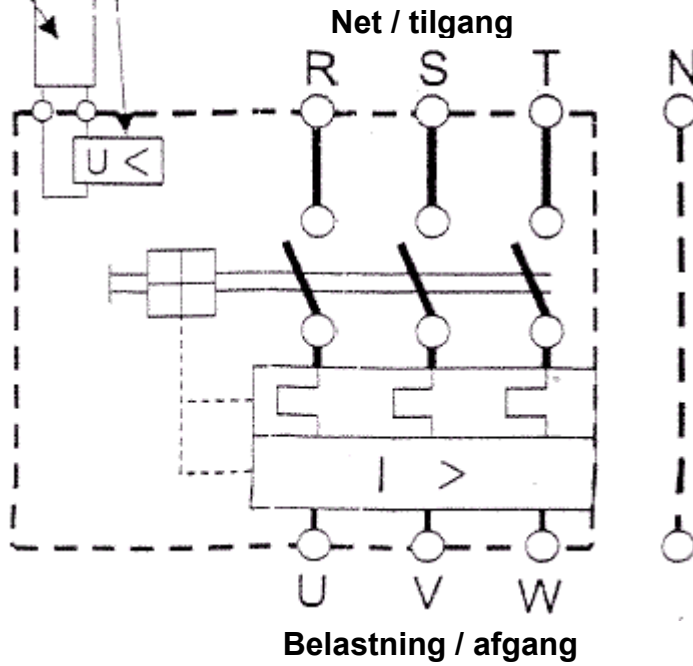 Net / tilgang
R S T N
U <
I >
U V W
Belastning / afgang